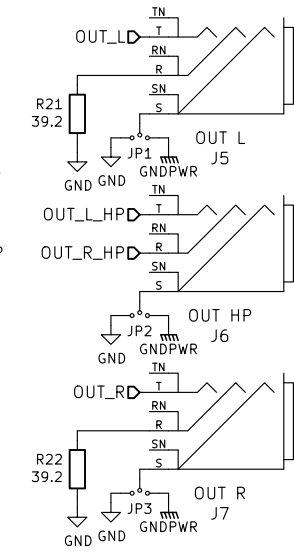 TN
OUT_L T
RN
R
R21
39.2
SN
S
OUT L
JP1
J5
GND GND GNDPWR
TN
OUT_L_HP T
RN
OUT_R_HP R
SN
S
OUT HP
JP2
J6
GND GNDPWR
TN
OUT_R T
RN
R
R22
39.2
SN
S
OUT R
JP3
J7
GND GND GNDPWR